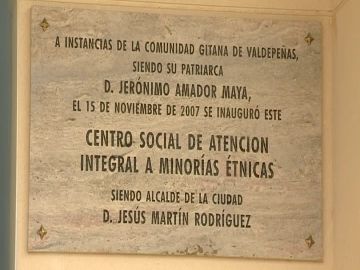 A INSTANCIAS DE LA COMUNIDAD GITANA DE VALDEPEÑAS,
SIENDO SU PATRIARCA
D. JERÓNIMO AMADOR MAYA,
EL 15 DE NOVIEMBRE DE 2007 SE INAUGURÓ ESTE
CENTRO SOCIAL DE ATENCION
INTEGRAL A MINORÍAS ÉTNICAS
SIENDO ALCALDE DE LA CIUDAD
D. JESÚS MARTÍN RODRÍGUEZ